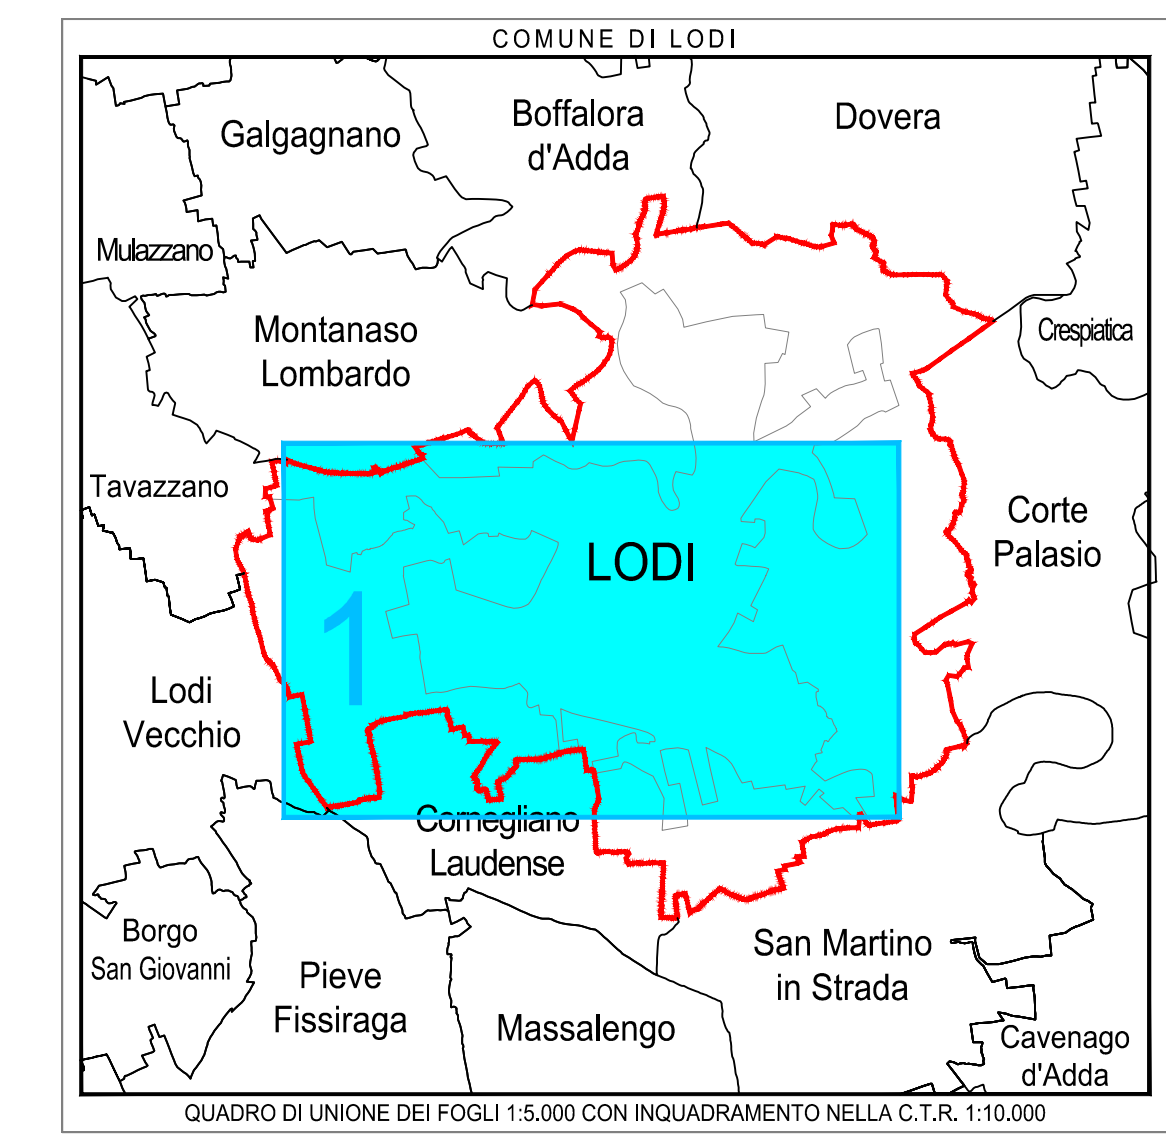 COMUNE DI LODI
Boffalora
d'Adda
Dovera
Galgagnano
Mulazzano
Montanaso
Lombardo
Crespiatica
Tavazzano
Corte
Palasio
LODI
1
Lodi
Vecchio
Cornegliano
Laudense
Borgo
San Giovanni
Pieve
Fissiraga
Massalengo
San Martino
in Strada
Cavenago
d'Adda
QUADRO DI UNIONE DEI FOGLI 1:5.000 CON INQUADRAMENTO NELLA C.T.R. 1:10.000